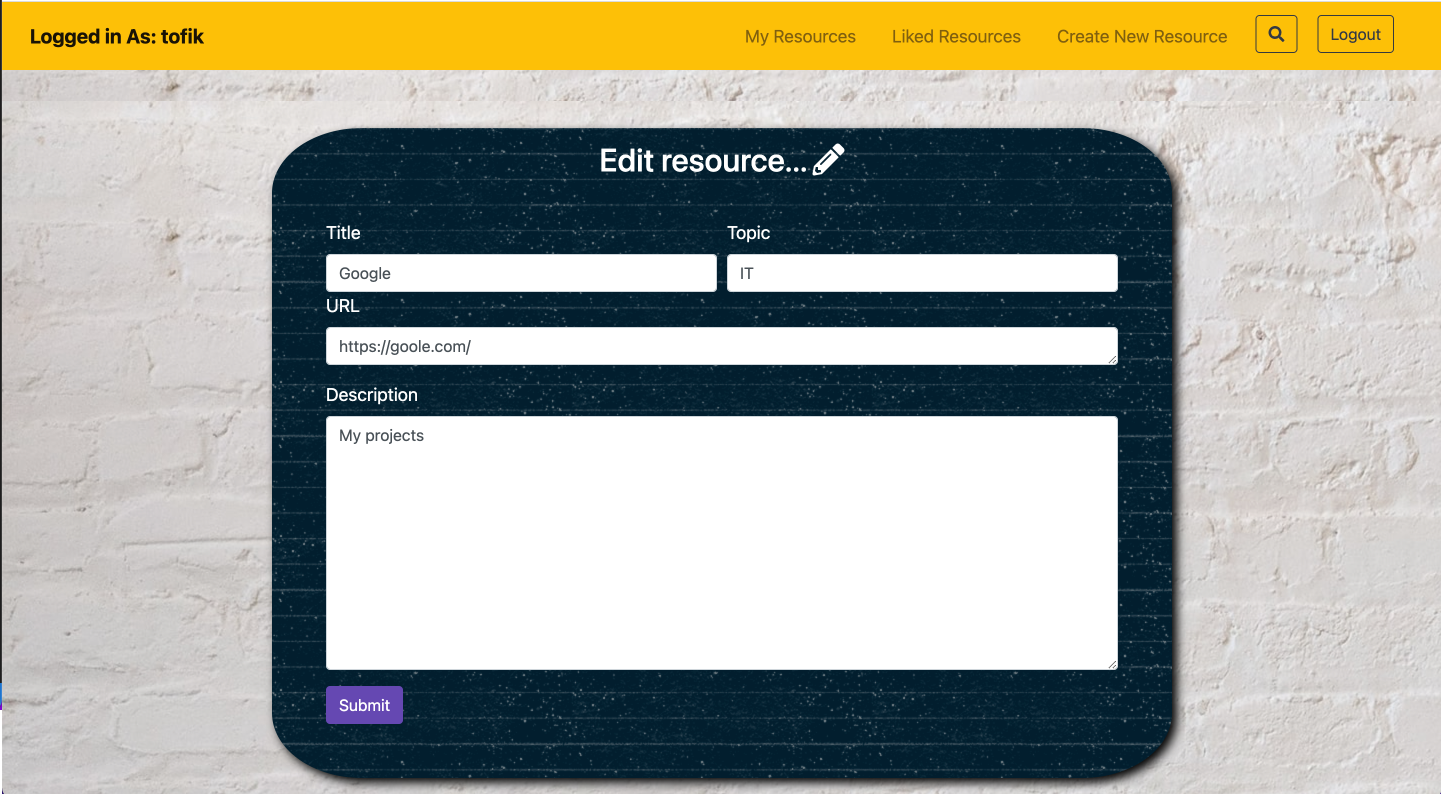 Logged in As: tofik
My Resources Liked Resources Create New Resource Logout
Edit resource...
Title Topic
Google IT
URL
https://goole.com/
Description
My projects
Submit